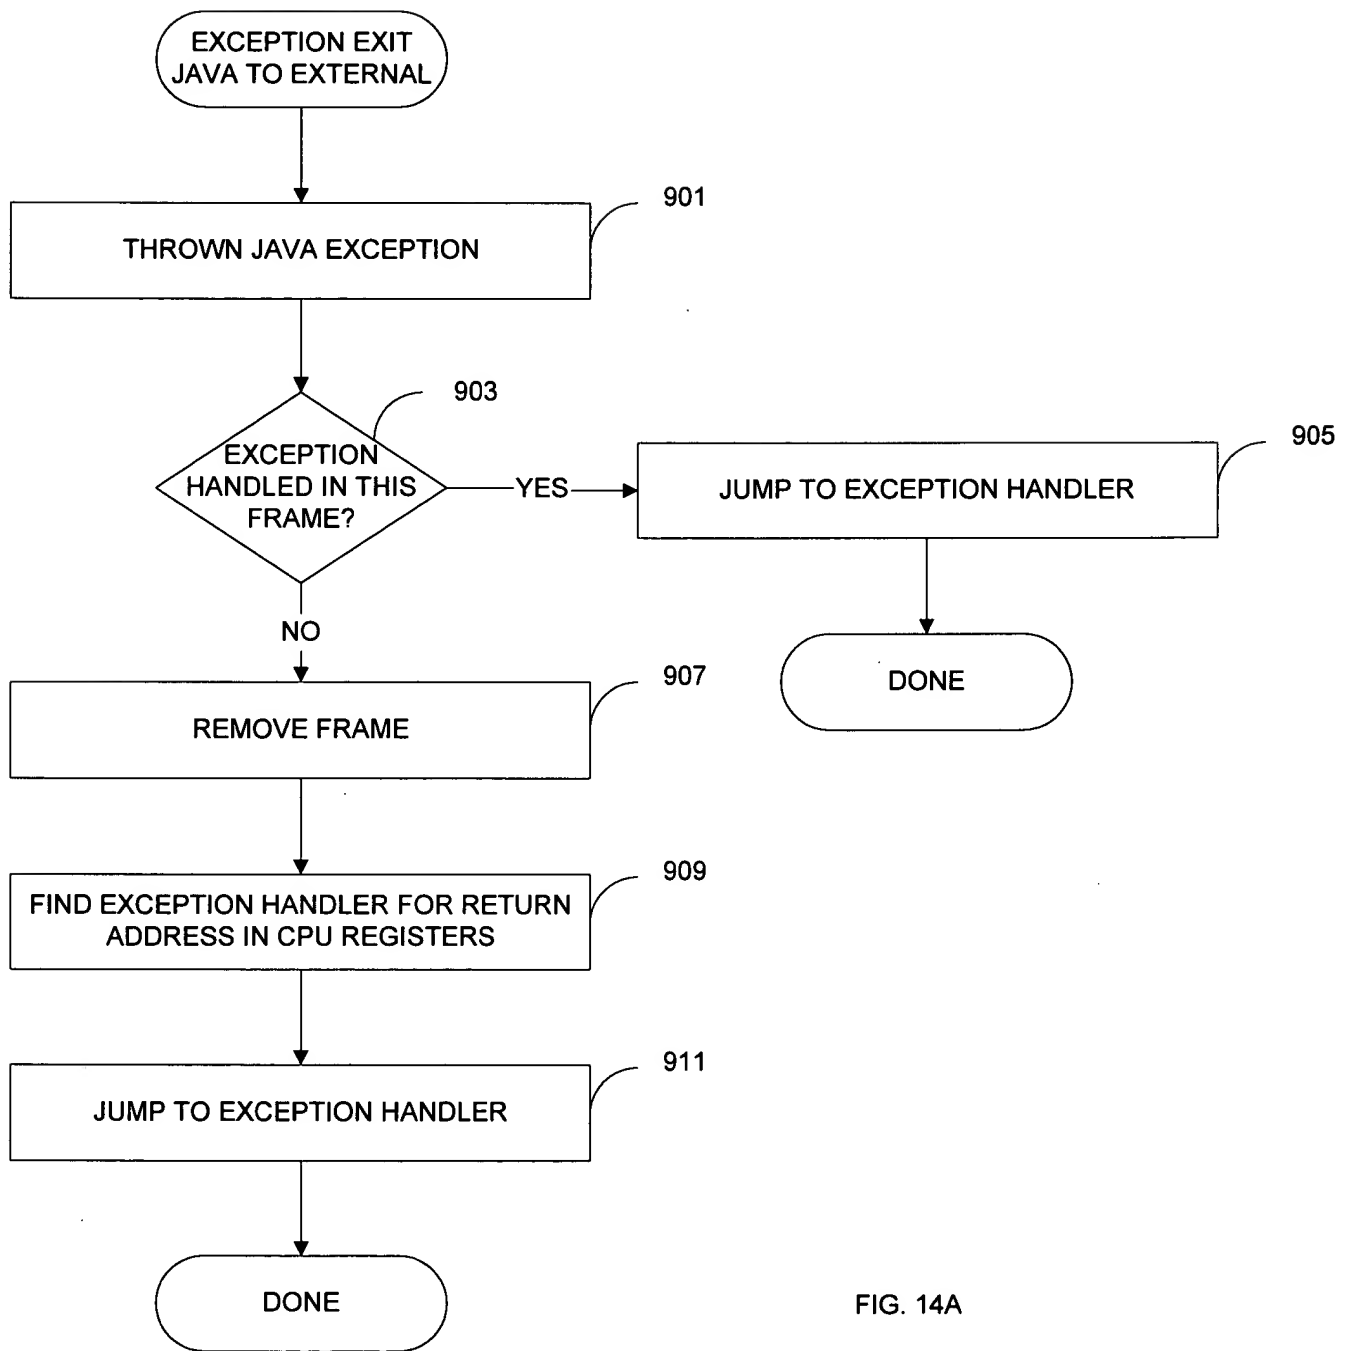 EXCEPTION EXIT
JAVA TO EXTERNAL
901
THROWN JAVA EXCEPTION
903
EXCEPTION
HANDLED IN THIS
FRAME?
YES
905
JUMP TO EXCEPTION HANDLER
DONE
NO
907
REMOVE FRAME
909
FIND EXCEPTION HANDLER FOR RETURN
ADDRESS IN CPU REGISTERS
911
JUMP TO EXCEPTION HANDLER
DONE
FIG. 14A